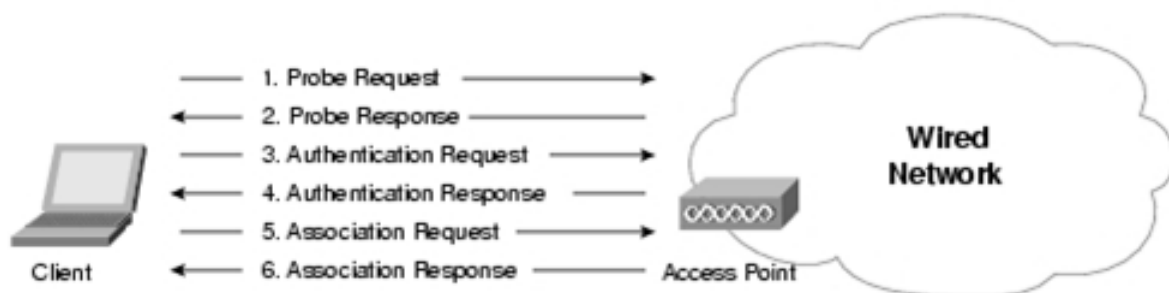 1. Probe Request
2. Probe Response
3. Authentication Request
4. Authentication Response
5. Association Request
6. Association Response
Client
Access Point
Wired
Network